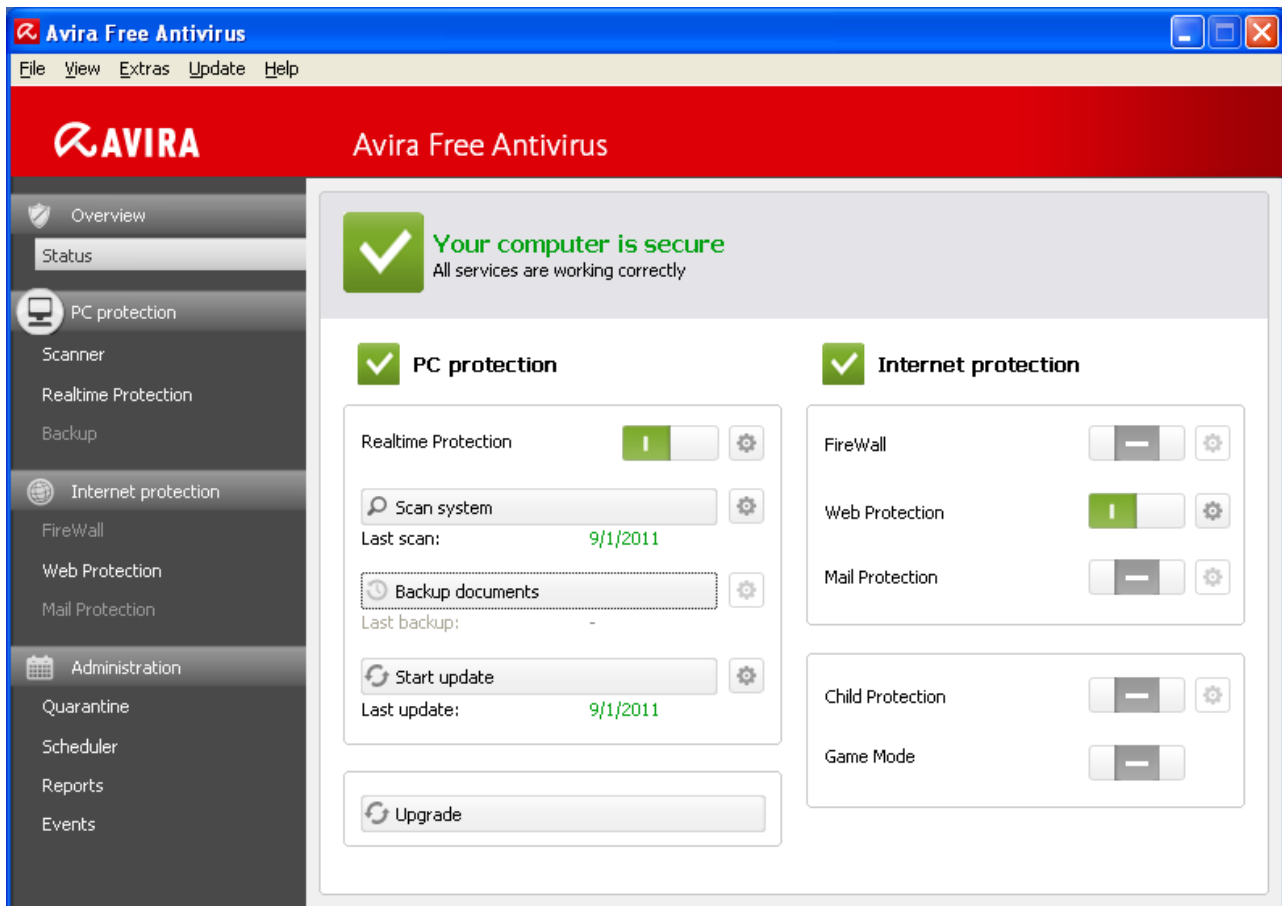 Avira Free Antivirus
File View Extras Update Help
AVIRA
Avira Free Antivirus
Overview
Status
PC protection
Scanner
Realtime Protection
Backup
Internet protection
FireWall
Web Protection
Mail Protection
Administration
Quarantine
Scheduler
Reports
Events
Your computer is secure
All services are working correctly
PC protection
Realtime Protection
Scan system
Last scan: 9/1/2011
Backup documents
Last backup: -
Start update
Last update: 9/1/2011
Upgrade
Internet protection
FireWall
Web Protection
Mail Protection
Child Protection
Game Mode